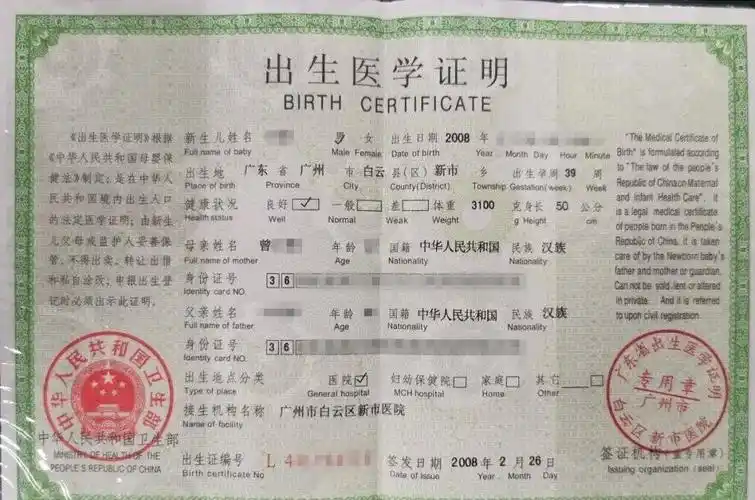 出生医学证明
BIRTH CERTIFICATE
《出生医学证明》根据
《中华人民共和国母婴保
健法》制定,是在中华人
民共和国境内出生人口
的法定医学证明,由新生
儿父母或监护人妥善保
管,不得出卖、转让出借
和私自涂改,申报出生登
记时必须出示此证明。
新生儿姓名 男 女 出生日期 2008 年
Full name of baby Male Female Date of birth Year Month Day Hour Minute
出生地 广东 省 广州 市 白云 县(区) 新市 乡 出生孕周 39 周
Place of birth Province City County(District) Township Gestation(week) Week
健康状况 良好 一般 差 体重 3100 克身长 50 公分
Health status Well Normal Weak Weight g Height cm
母亲姓名 曾 年龄 国籍 中华人民共和国 民族 汉族
Full name of mother Age Nationality Nationality
身份证号 36
Identity card NO.
父亲姓名 年龄 国籍 中华人民共和国 民族 汉族
Full name of father Age Nationality Nationality
身份证号 36
Identity card NO.
出生地点分类 医院 妇幼保健院 家庭 其它
Type of place General hospital MCH hospital Home Other
接生机构名称 广州市白云区新市医院
Name of facility
出生证编号 L 4 签发日期 2008 年 2 月 26 日
Birth certificate No Date of Issue Year Month Day
"The Medical Certificate of
Birth" is formulated according
to "The law of the people's
Republic of China on Maternal
and Infant Health Care". It
is a legal medical certificate
of people born in the People's
Republic of China. It is taken
care of by the Newborn baby's
father and mother or guardian.
Can not be sold, lent or altered
in private. And it is referred
to upon civil registration.
中华人民共和国卫生部
中华人民共和国卫生部
MINISTRY OF HEALTH OF THE
PEOPLE'S REPUBLIC OF CHINA
广东省出生医学证明
专用章
广州市
白云区新市医院
签证机构(盖专用章)
Issuing organization (seal)